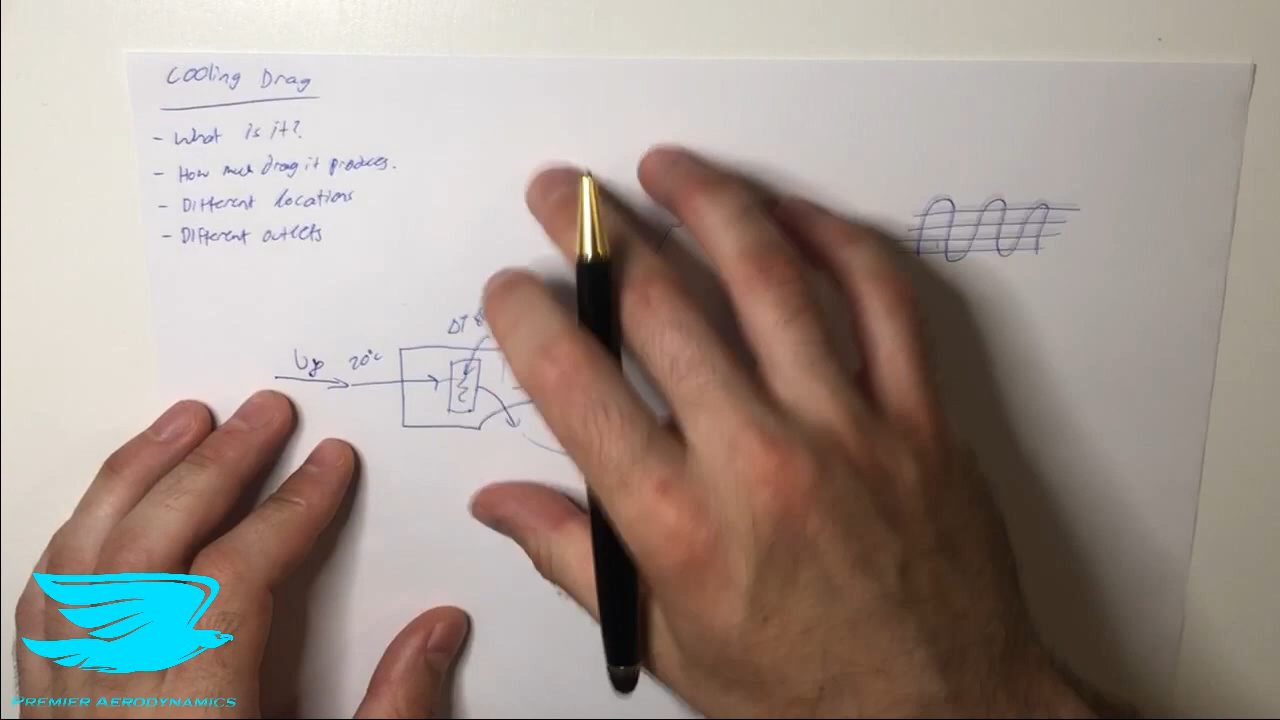 Cooling Drag
- What is it?
- How much drag it produces.
- Different locations
- Different outlets
ΔT
U∞ 20°C
PREMIER AERODYNAMICS